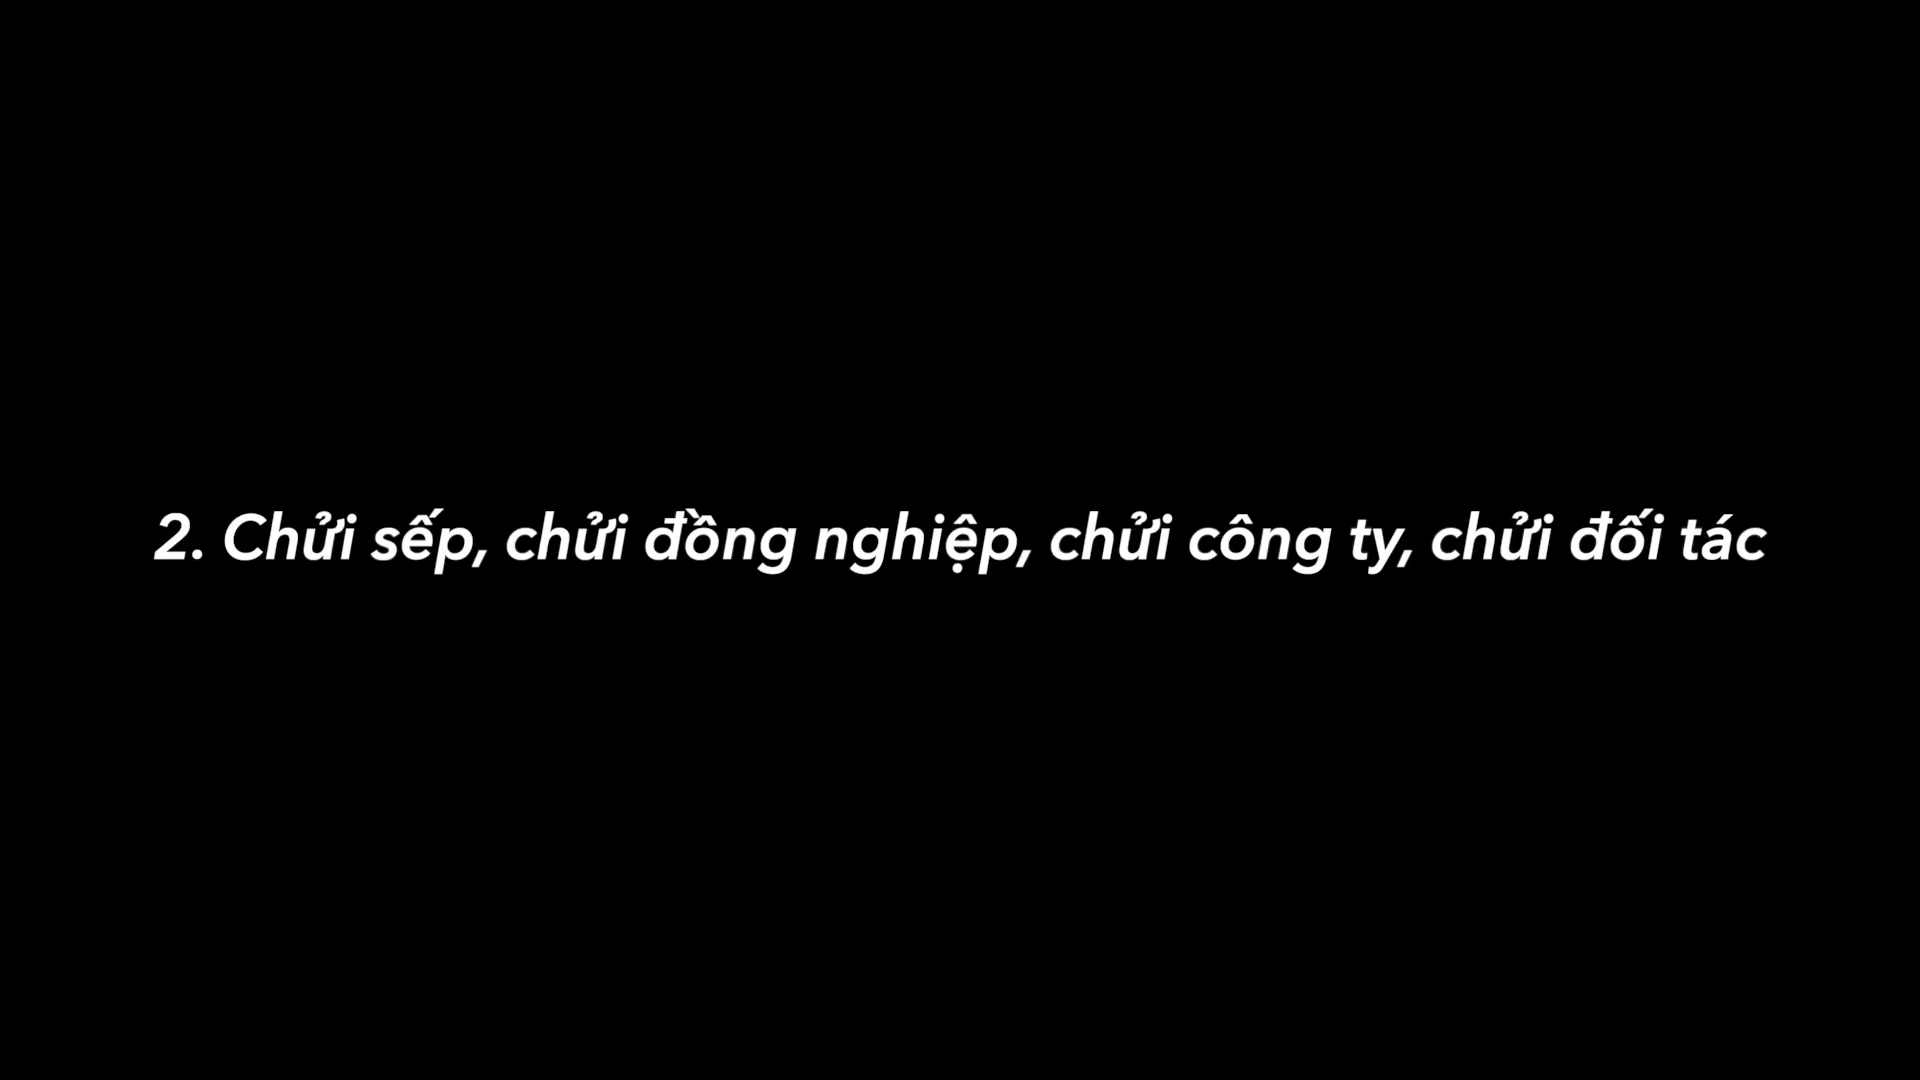 2. Chửi sếp, chửi đồng nghiệp, chửi công ty, chửi đối tác